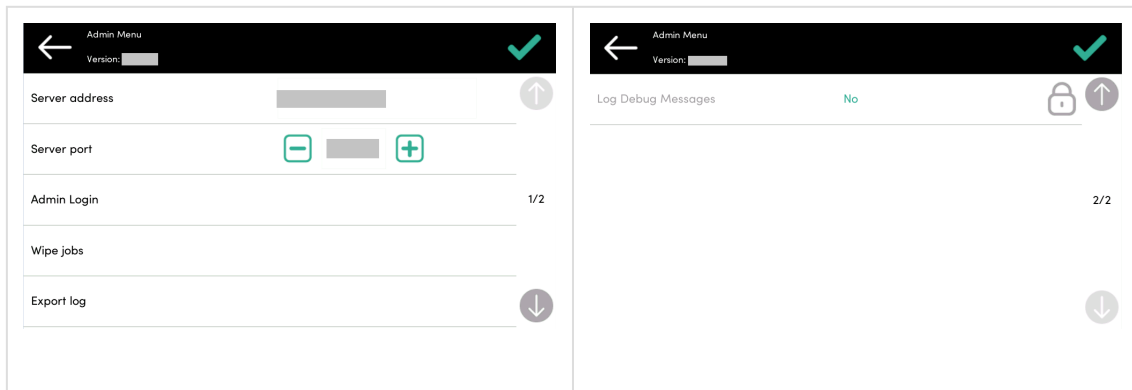 Admin Menu
Version:
Server address
Server port
Admin Login
1/2
Wipe jobs
Export log
Admin Menu
Version:
Log Debug Messages No
2/2